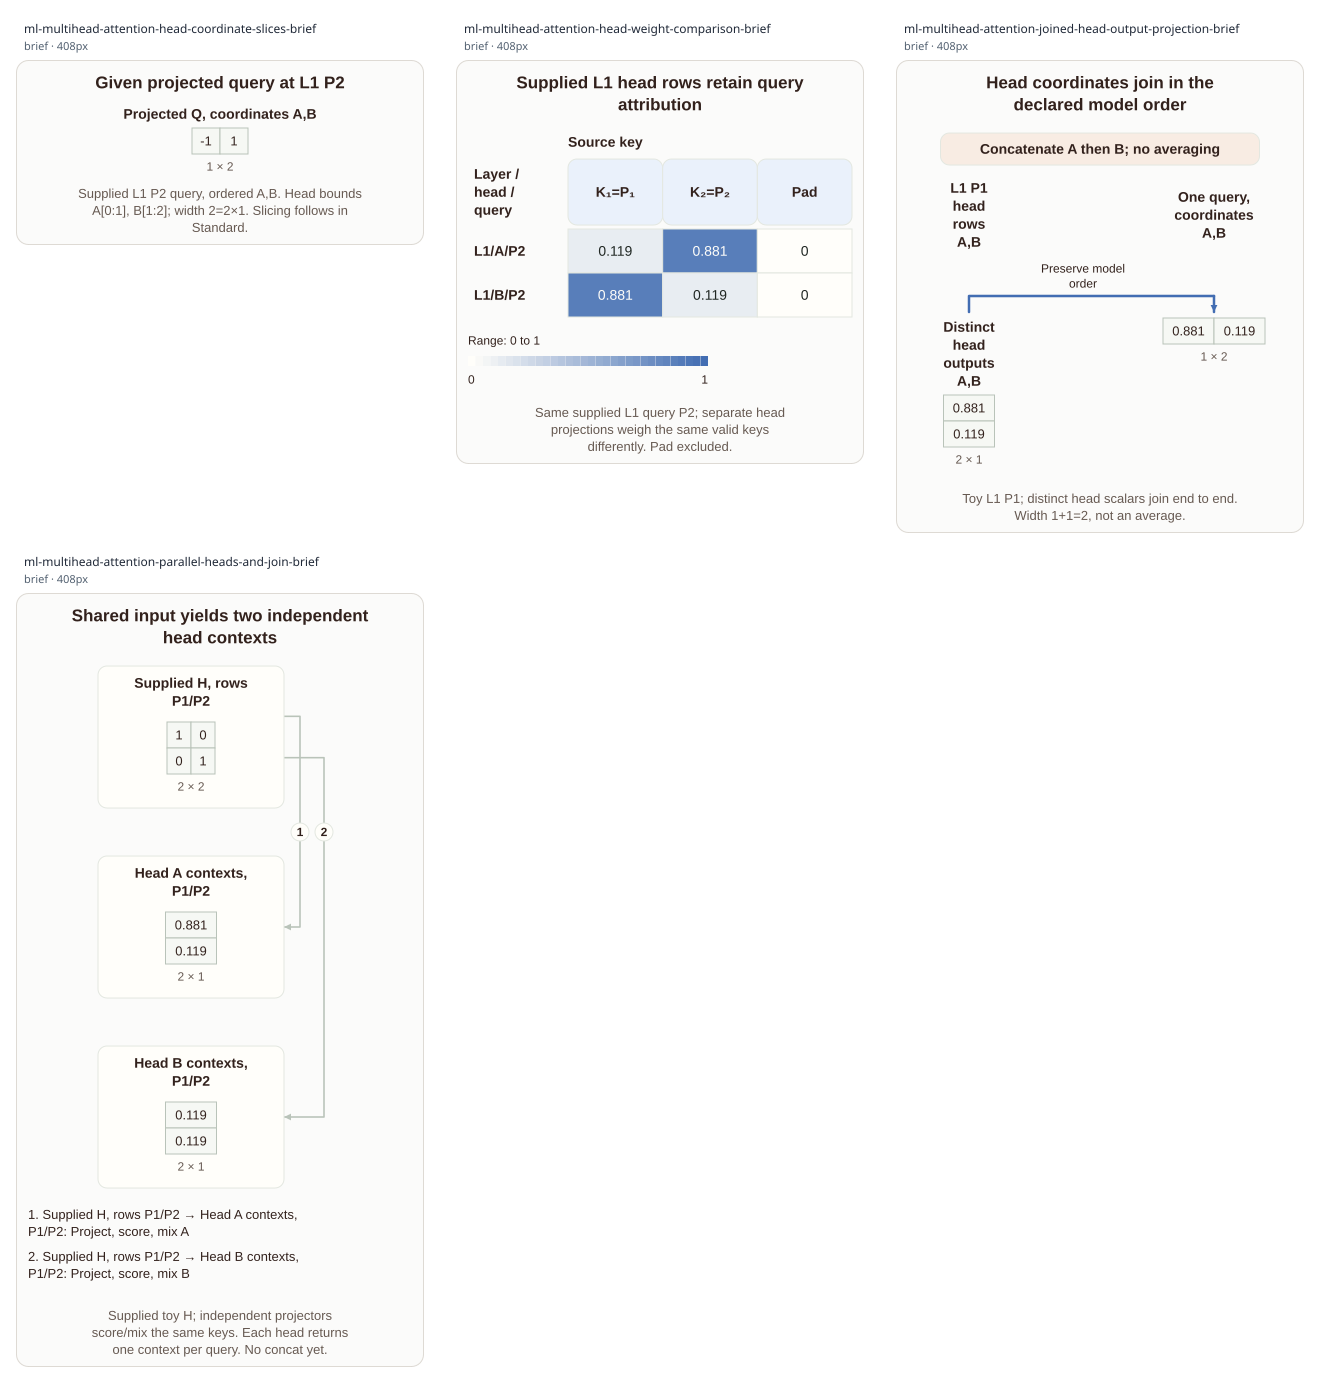 ml-multihead-attention-head-coordinate-slices-brief
brief · 408px
Given projected query at L1 P2
Projected Q, coordinates A,B
-1 1
1 × 2
Supplied L1 P2 query, ordered A,B. Head bounds
A[0:1], B[1:2]; width 2=2×1. Slicing follows in
Standard.
ml-multihead-attention-head-weight-comparison-brief
brief · 408px
Supplied L1 head rows retain query
attribution
Source key
Layer /
head /
query
K₁=P₁ K₂=P₂ Pad
L1/A/P2 0.119 0.881 0
L1/B/P2 0.881 0.119 0
Range: 0 to 1
0 1
Same supplied L1 query P2; separate head
projections weigh the same valid keys
differently. Pad excluded.
ml-multihead-attention-joined-head-output-projection-brief
brief · 408px
Head coordinates join in the
declared model order
Concatenate A then B; no averaging
L1 P1
head
rows
A,B
One query,
coordinates
A,B
Preserve model
order
Distinct
head
outputs
A,B
0.881
0.119
2 × 1
0.881 0.119
1 × 2
Toy L1 P1; distinct head scalars join end to end.
Width 1+1=2, not an average.
ml-multihead-attention-parallel-heads-and-join-brief
brief · 408px
Shared input yields two independent
head contexts
Supplied H, rows
P1/P2
1 0
0 1
2 × 2
1 2
Head A contexts,
P1/P2
0.881
0.119
2 × 1
Head B contexts,
P1/P2
0.119
0.119
2 × 1
1. Supplied H, rows P1/P2 → Head A contexts,
P1/P2: Project, score, mix A
2. Supplied H, rows P1/P2 → Head B contexts,
P1/P2: Project, score, mix B
Supplied toy H; independent projectors
score/mix the same keys. Each head returns
one context per query. No concat yet.